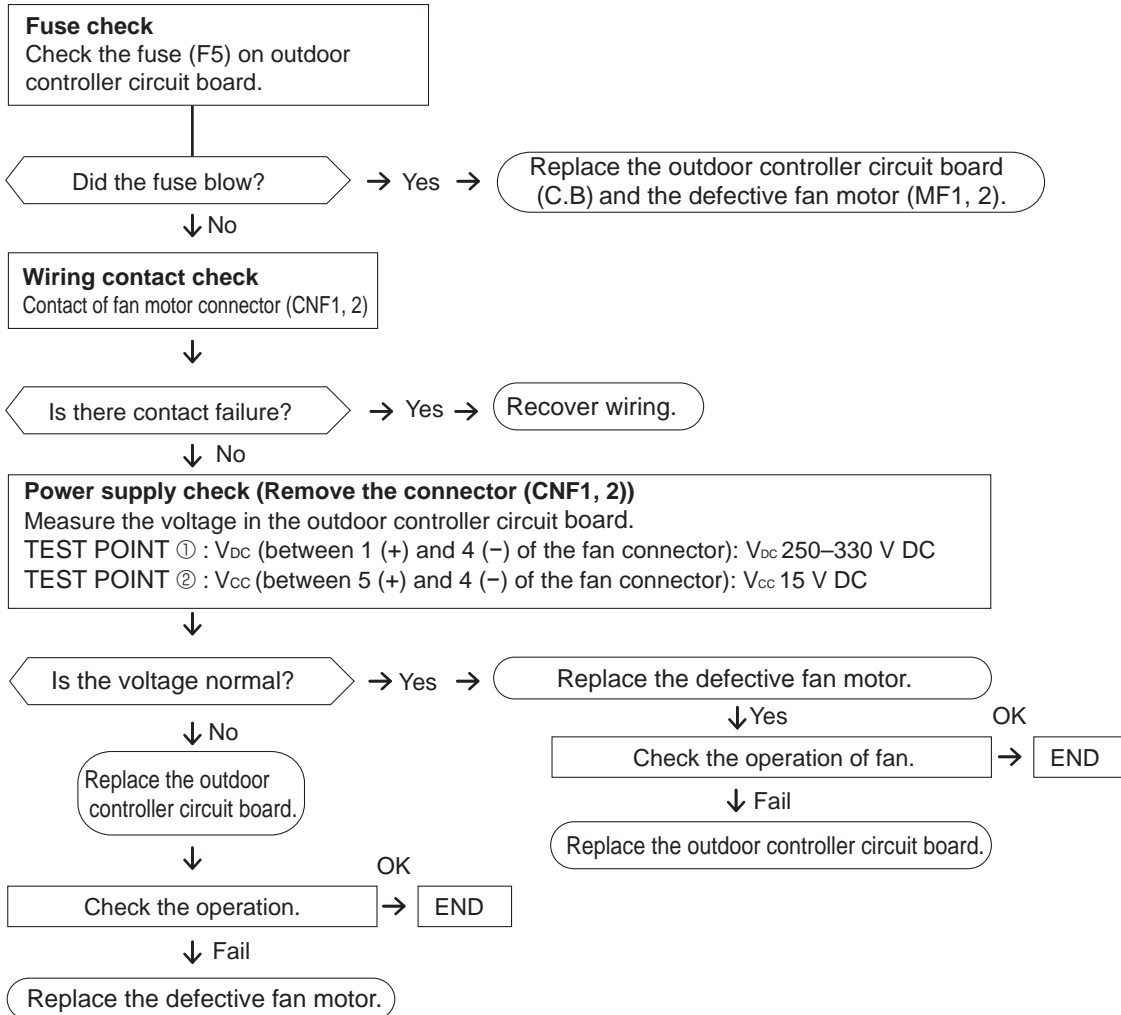 Fuse check
Check the fuse (F5) on outdoor
controller circuit board.
Did the fuse blow?
→ Yes →
Replace the outdoor controller circuit board
(C.B) and the defective fan motor (MF1, 2).
↓ No
Wiring contact check
Contact of fan motor connector (CNF1, 2)
↓
Is there contact failure?
→ Yes →
Recover wiring.
↓ No
Power supply check (Remove the connector (CNF1, 2))
Measure the voltage in the outdoor controller circuit board.
TEST POINT ① : VDC (between 1 (+) and 4 (−) of the fan connector): VDC 250–330 V DC
TEST POINT ② : VCC (between 5 (+) and 4 (−) of the fan connector): VCC 15 V DC
↓
Is the voltage normal?
→ Yes →
Replace the defective fan motor.
↓ Yes
OK
Check the operation of fan.
→
END
↓ Fail
Replace the outdoor controller circuit board.
↓ No
Replace the outdoor
controller circuit board.
↓
OK
Check the operation.
→
END
↓ Fail
Replace the defective fan motor.